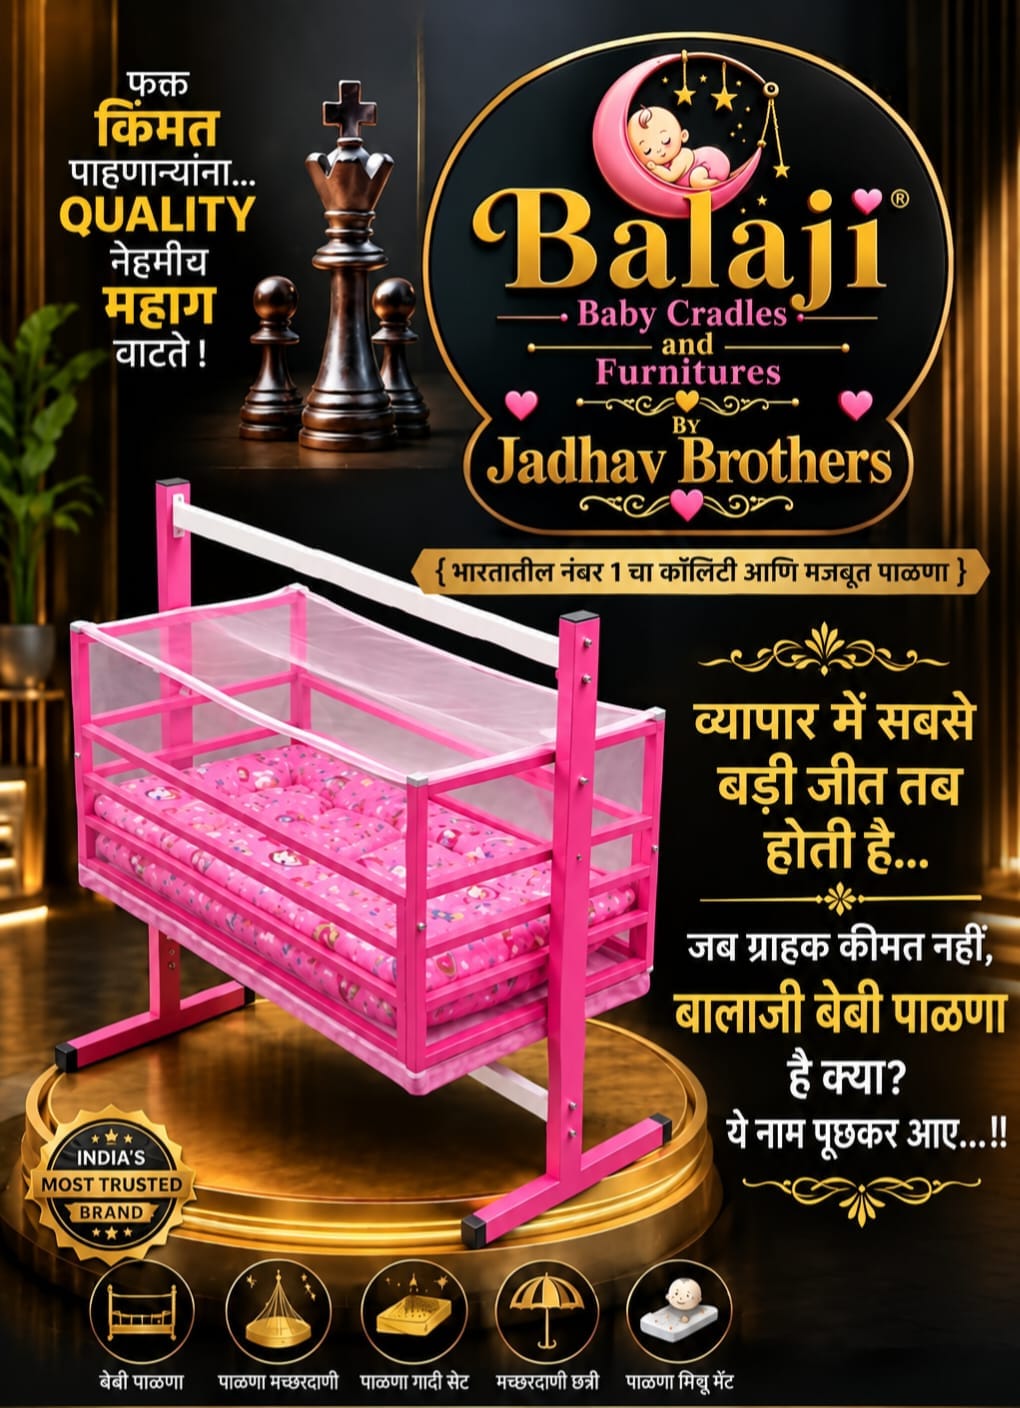 फक्त
किंमत
पाहणाऱ्यांना...
QUALITY
नेहमीच
महाग
वाटते !
Balaji®
Baby Cradles
and
Furnitures
BY
Jadhav Brothers
{ भारतातील नंबर 1 चा कॉलिटी आणि मजबूत पाळणा }
व्यापार में सबसे
बड़ी जीत तब
होती है...
जब ग्राहक कीमत नहीं,
बालाजी बेबी पाळणा
है क्या?
ये नाम पूछकर आए...!!
INDIA'S
MOST TRUSTED
BRAND
बेबी पाळणा
पाळणा मच्छरदाणी
पाळणा गादी सेट
मच्छरदाणी छत्री
पाळणा